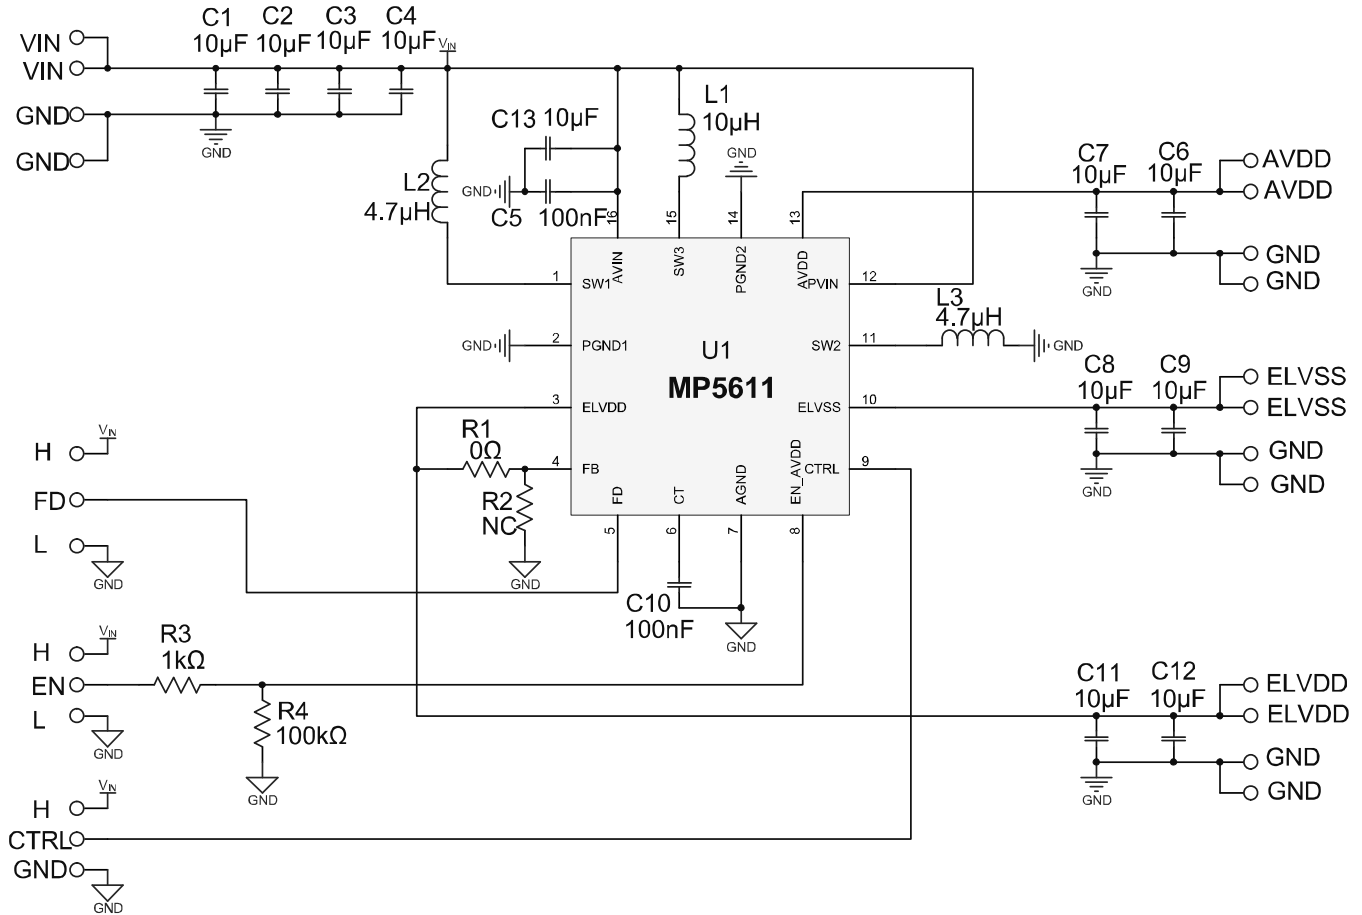 C1 C2 C3 C4
10µF 10µF 10µF 10µF
VIN
VIN
VIN
GND
GND
GND
C13 10µF
GND
C5 100nF
L2
4.7µH
L1
10µH
GND
C7 C6
10µF 10µF
AVDD
AVDD
GND
GND
GND
16 15 14 13
AVIN SW3 PGND2 AVDD
1 SW1
APVIN 12
L3
4.7µH
GND 2 PGND1
SW2 11
GND
U1
MP5611
3 ELVDD
ELVSS 10
C8 C9
10µF 10µF
ELVSS
ELVSS
GND
GND
GND
R1
0Ω
4 FB
CTRL 9
R2
NC
GND
FD CT AGND EN_AVDD
5 6 7 8
C10
100nF
GND
VIN
H
FD
L
GND
VIN
H
R3
1kΩ
EN
L
GND
R4
100kΩ
GND
C11 C12
10µF 10µF
ELVDD
ELVDD
GND
GND
GND
VIN
H
CTRL
GND
GND